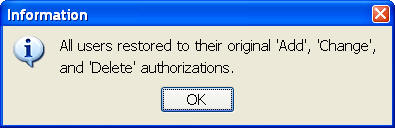 Information
All users restored to their original 'Add', 'Change',
and 'Delete' authorizations.
OK